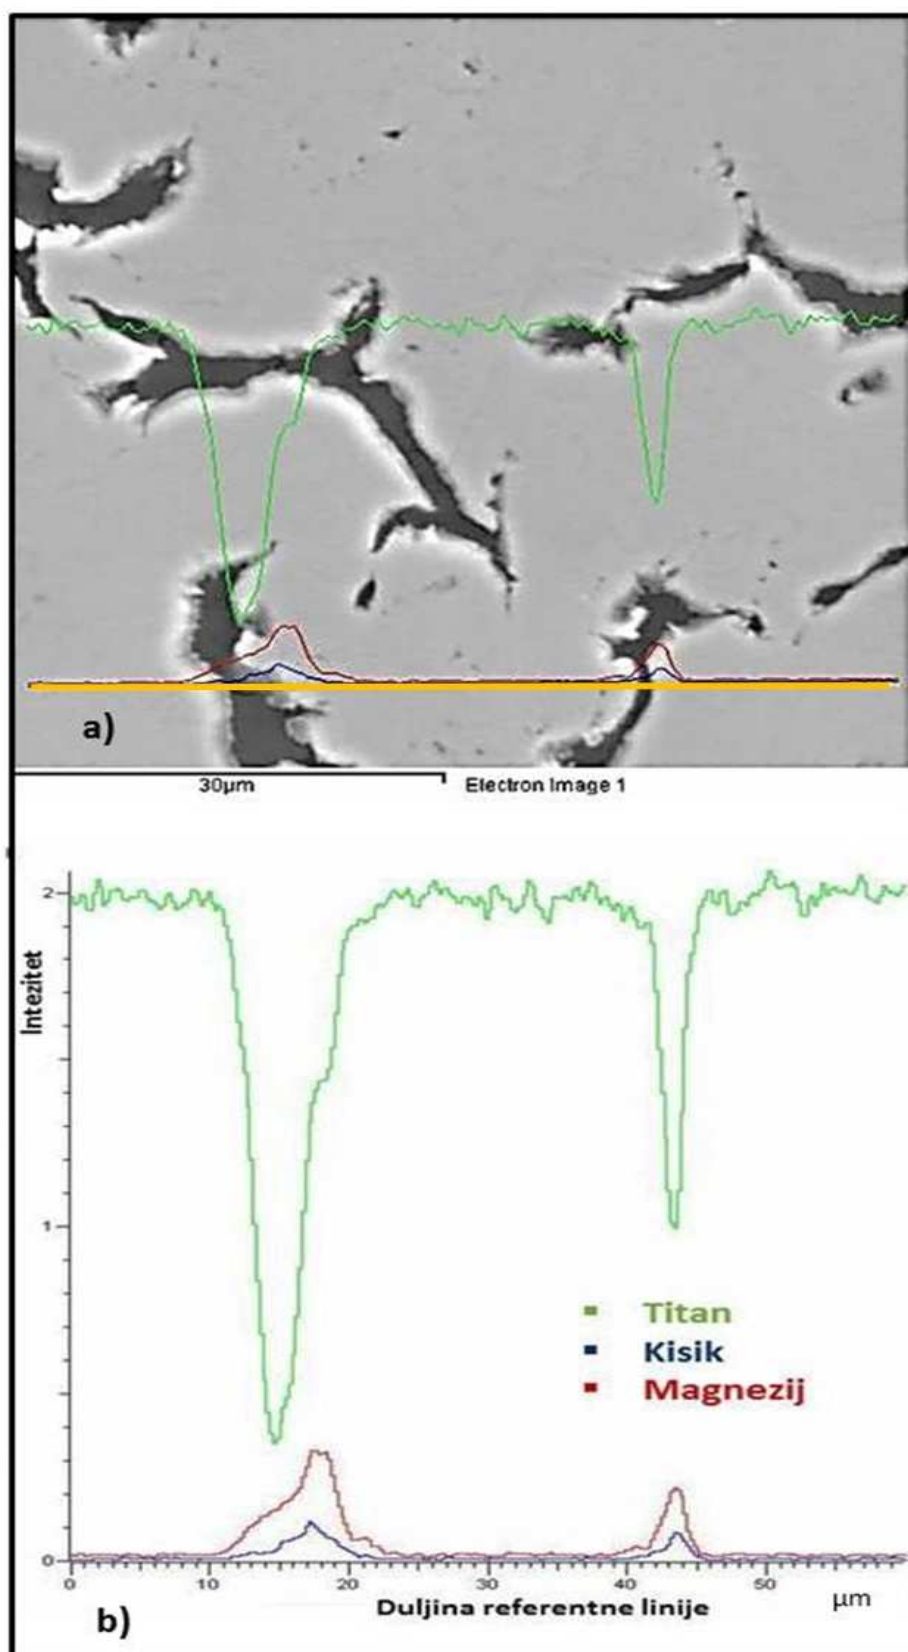 a)
30µm Electron Image 1
2
Intezitet
1
Titan
Kisik
Magnezij
0
0 10 20 30 40 50 µm
Duljina referentne linije
b)